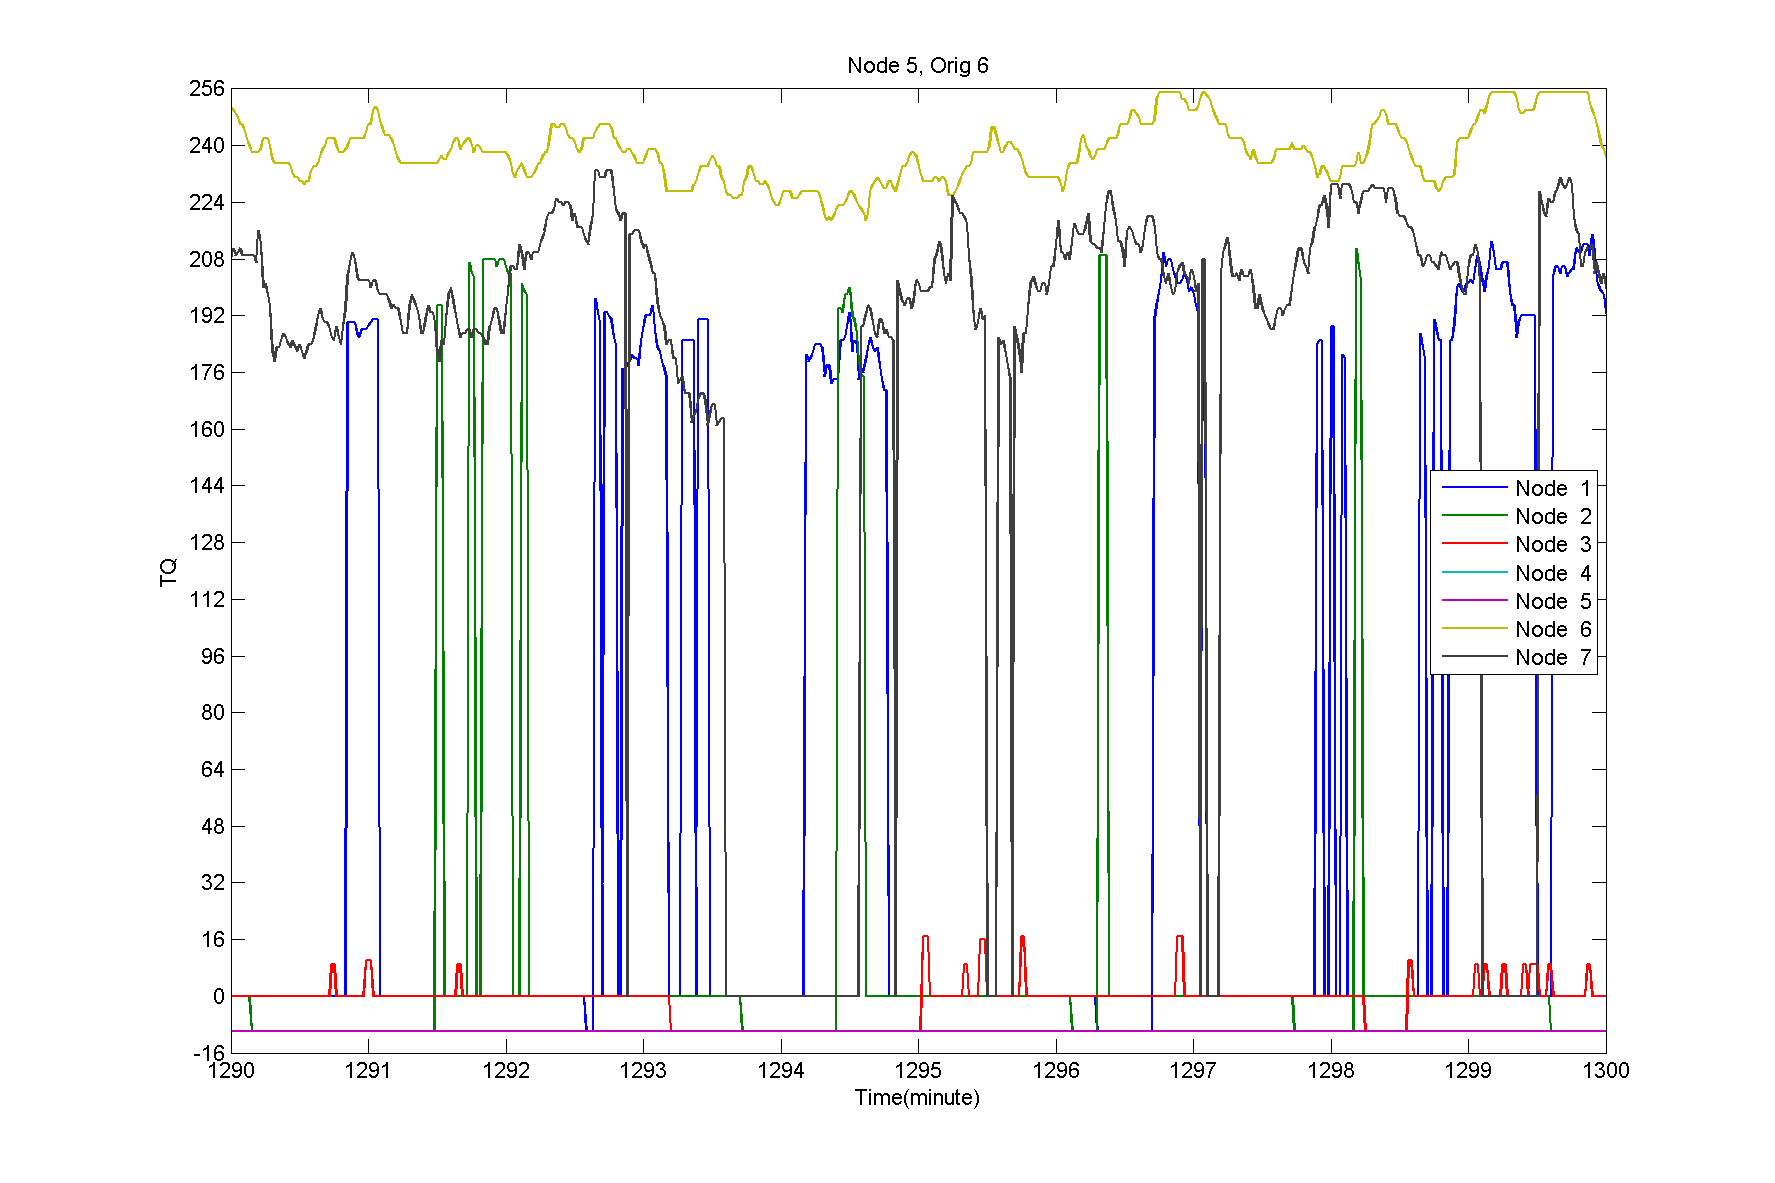 Node 5, Orig 6
256
240
224
208
192
176
160
144
128
112
96
80
64
48
32
16
0
-16
TQ
1290 1291 1292 1293 1294 1295 1296 1297 1298 1299 1300
Time(minute)
Node 1
Node 2
Node 3
Node 4
Node 5
Node 6
Node 7